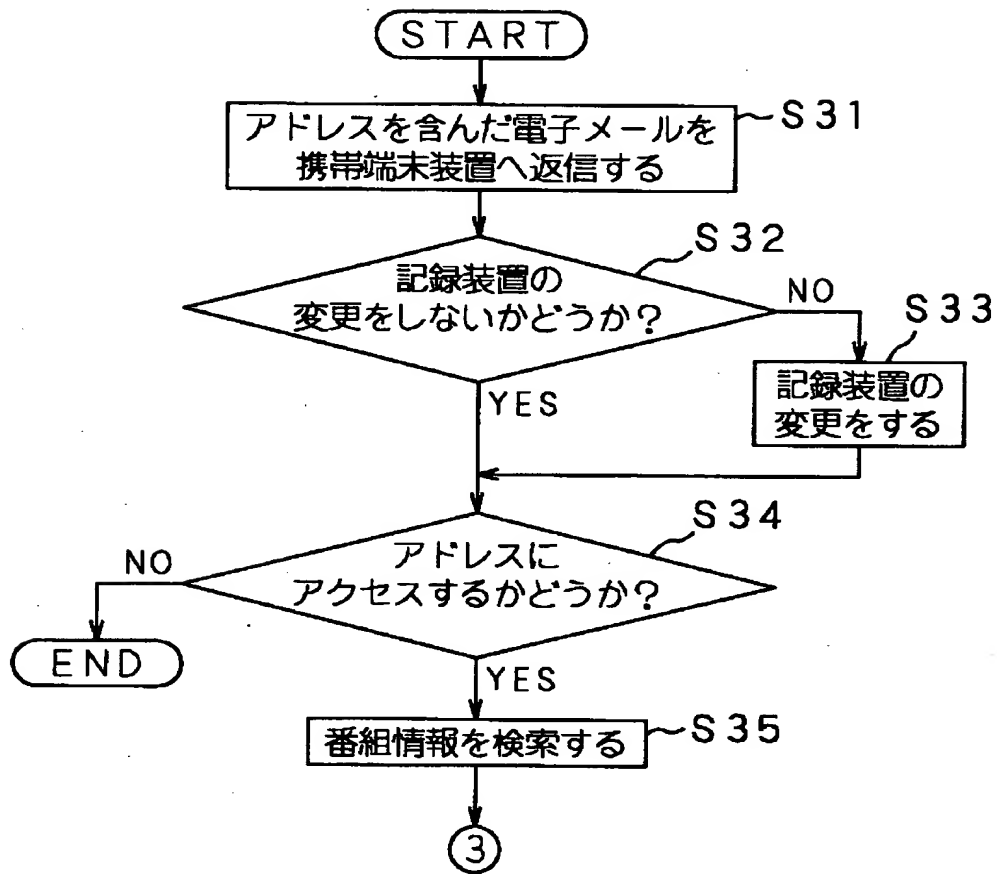 START
アドレスを含んだ電子メールを
携帯端末装置へ返信する
S31
記録装置の
変更をしないかどうか?
S32
NO
YES
記録装置の
変更をする
S33
アドレスに
アクセスするかどうか?
S34
NO
END
YES
番組情報を検索する
S35
3